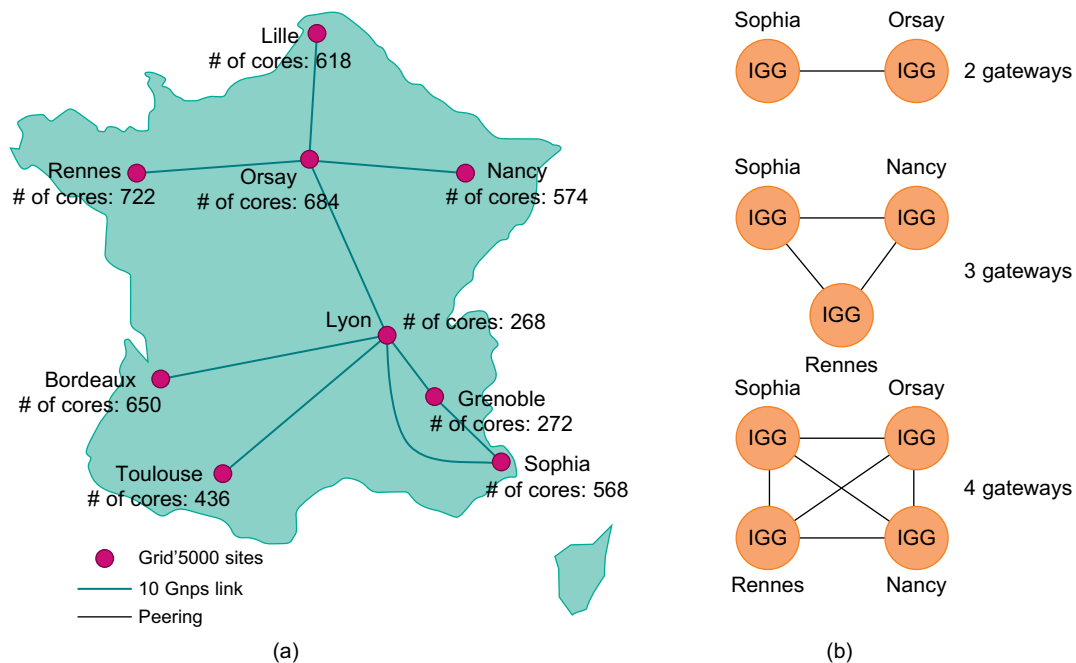 Lille
# of cores: 618
Rennes
# of cores: 722
Orsay
# of cores: 684
Nancy
# of cores: 574
Lyon
# of cores: 268
Bordeaux
# of cores: 650
Grenoble
# of cores: 272
Toulouse
# of cores: 436
Sophia
# of cores: 568
Grid'5000 sites
10 Gnps link
Peering
(a)
Sophia
Orsay
IGG
IGG
2 gateways
Sophia
Nancy
IGG
IGG
3 gateways
IGG
Rennes
Sophia
Orsay
IGG
IGG
4 gateways
IGG
IGG
Rennes
Nancy
(b)